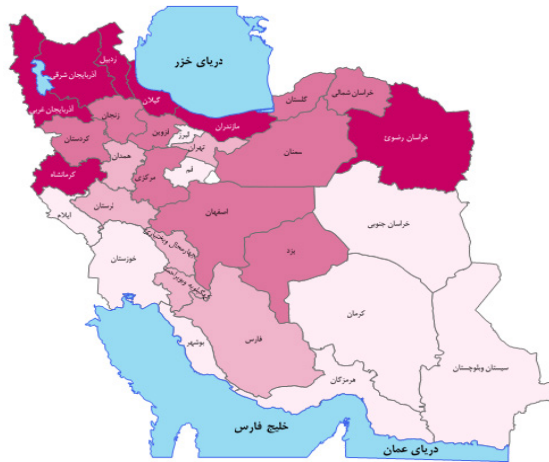 دریای خزر
آذربایجان شرقی
ردبیل
آذربایجان غربی
گیلان
زنجان
کردستان
قزوین
مازندران
البرز
تهران
گلستان
خراسان شمالی
خراسان رضوی
سمنان
همدان
کرمانشاه
مرکزی
قم
لرستان
ایلام
اصفهان
یزد
خراسان جنوبی
خوزستان
فارس
کرمان
بوشهر
هرمزگان
سیستان وبلوچستان
خلیج فارس
دریای عمان